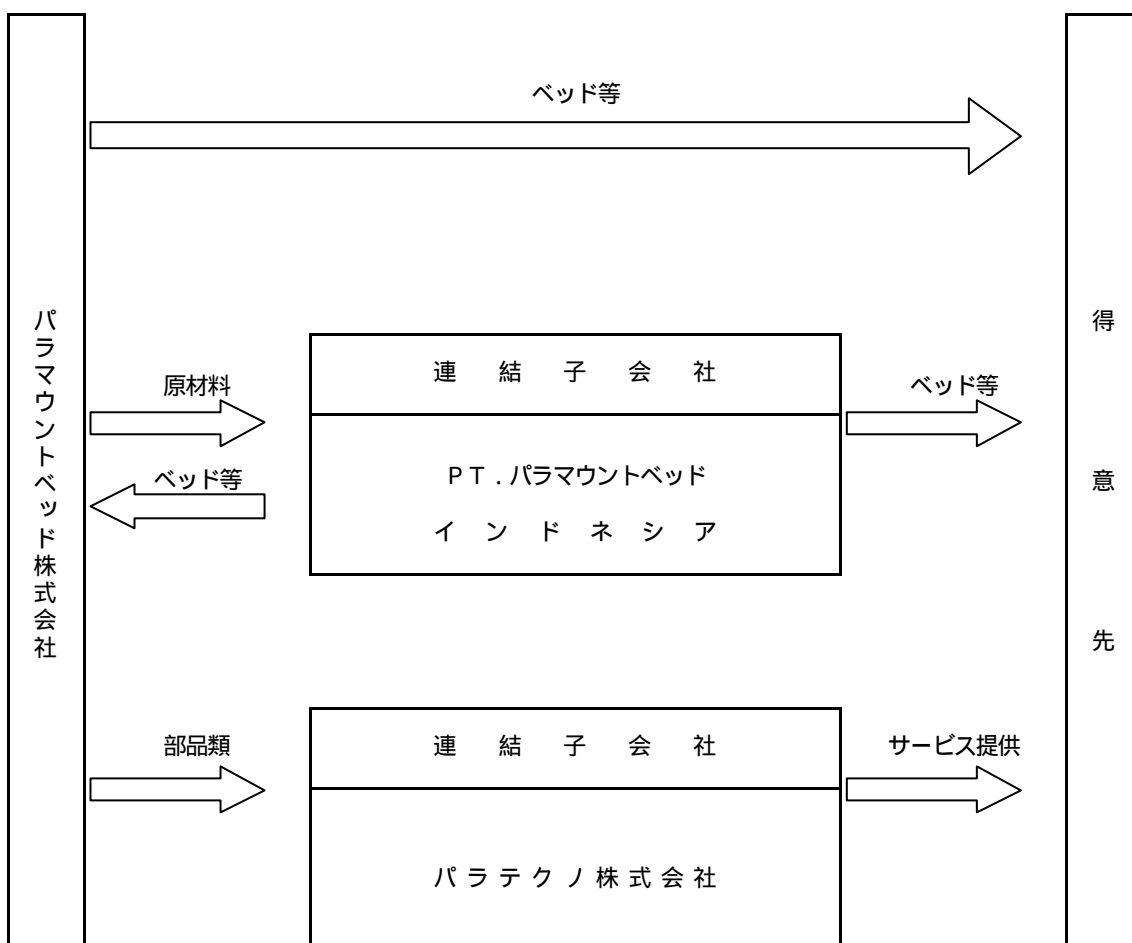 ベッド等
パラマウントベッド株式会社
得意先
連結子会社
原材料
ベッド等
ベッド等
PT.パラマウントベッド
インドネシア
連結子会社
部品類
サービス提供
パラテクノ株式会社